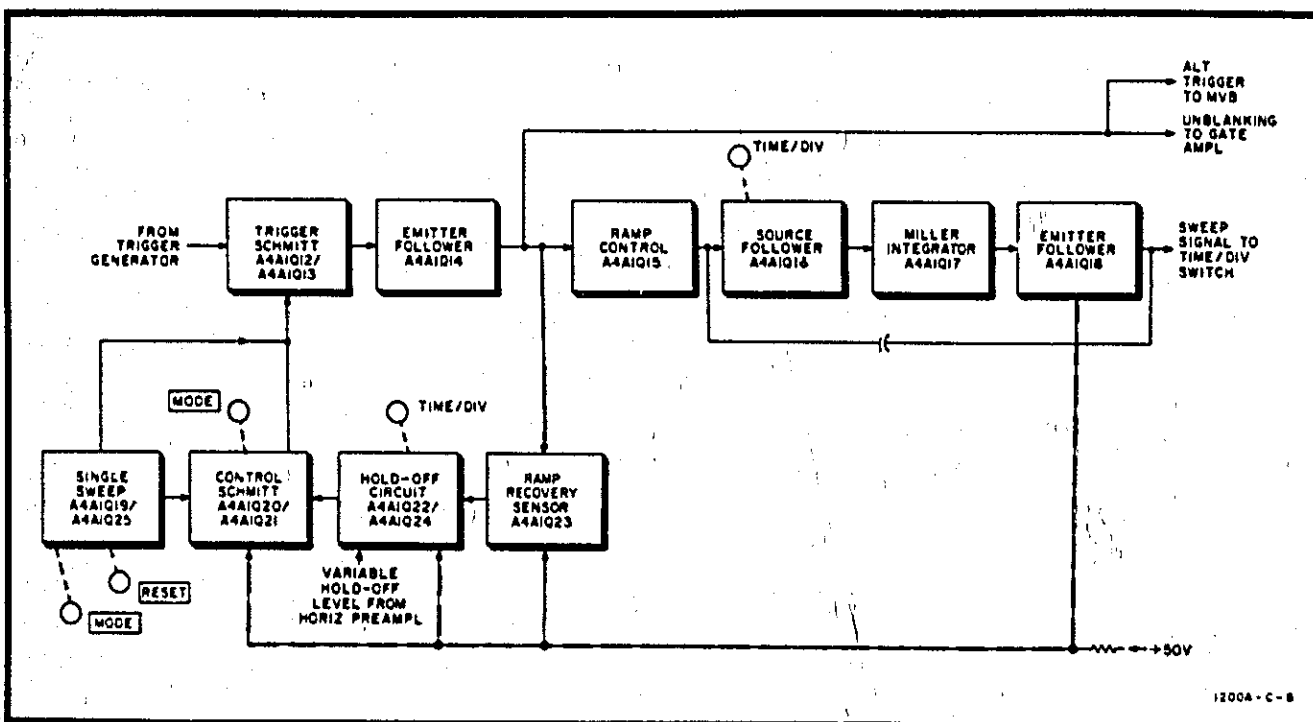 ALT
TRIGGER
TO MVB
UNBLANKING
TO GATE
AMPL
TIME/DIV
FROM
TRIGGER
GENERATOR
TRIGGER
SCHMITT
A4A1Q12/
A4A1Q13
EMITTER
FOLLOWER
A4A1Q14
RAMP
CONTROL
A4A1Q15
SOURCE
FOLLOWER
A4A1Q16
MILLER
INTEGRATOR
A4A1Q17
EMITTER
FOLLOWER
A4A1Q18
SWEEP
SIGNAL TO
TIME/DIV
SWITCH
MODE
TIME/DIV
SINGLE
SWEEP
A4A1Q19/
A4A1Q25
CONTROL
SCHMITT
A4A1Q20/
A4A1Q21
HOLD-OFF
CIRCUIT
A4A1Q22/
A4A1Q24
RAMP
RECOVERY
SENSOR
A4A1Q23
RESET
MODE
VARIABLE
HOLD-OFF
LEVEL FROM
HORIZ PREAMPL
+50V
1200A-C-8